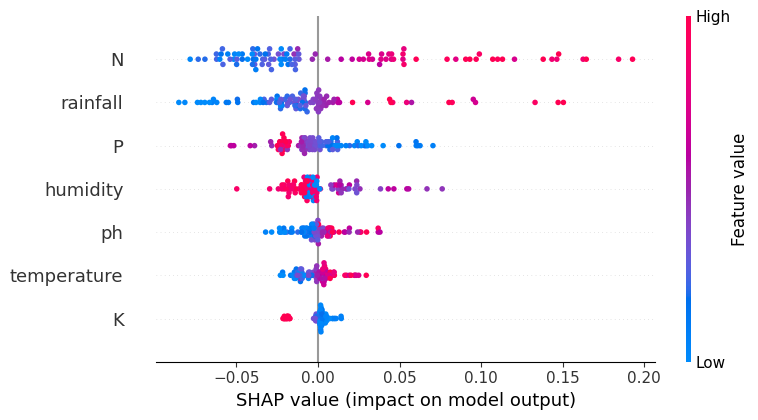 High
N
rainfall
P
humidity
ph
temperature
K
Feature value
Low
−0.05
0.00
0.05
0.10
0.15
0.20
SHAP value (impact on model output)